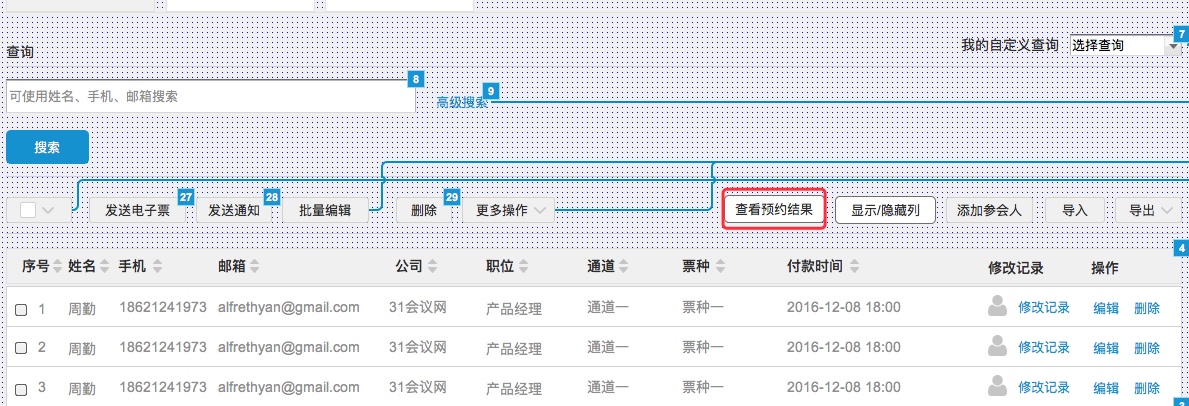 7
我的自定义查询 选择查询
查询
8
可使用姓名、手机、邮箱搜索
9
高级搜索
搜索
27 28 29
发送电子票 发送通知 批量编辑 删除 更多操作 查看预约结果 显示/隐藏列 添加参会人 导入 导出
4
序号 姓名 手机 邮箱 公司 职位 通道 票种 付款时间 修改记录 操作
1 周勤 18621241973 alfrethyan@gmail.com 31会议网 产品经理 通道一 票种一 2016-12-08 18:00 修改记录 编辑 删除
2 周勤 18621241973 alfrethyan@gmail.com 31会议网 产品经理 通道一 票种一 2016-12-08 18:00 修改记录 编辑 删除
3 周勤 18621241973 alfrethyan@gmail.com 31会议网 产品经理 通道一 票种一 2016-12-08 18:00 修改记录 编辑 删除